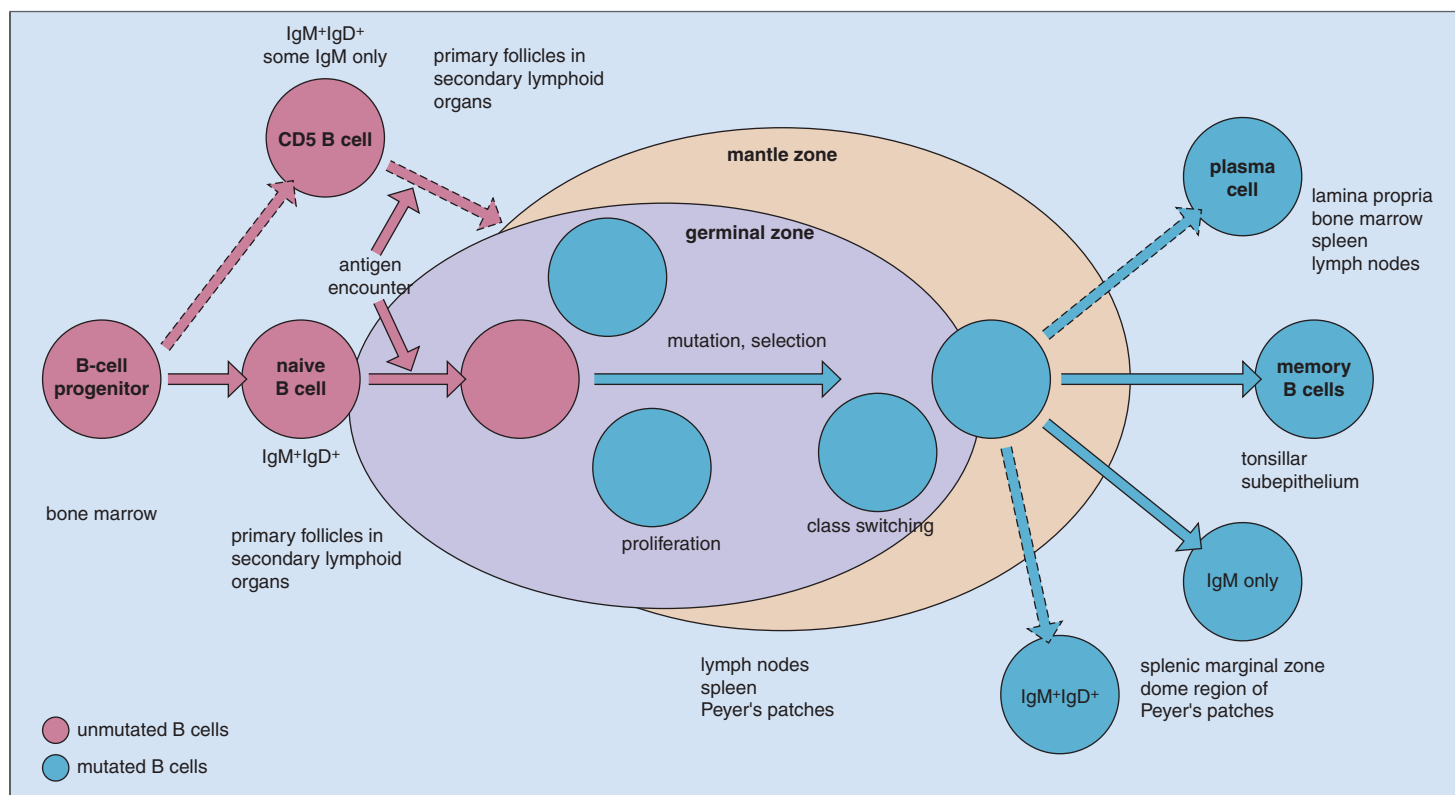 IgM⁺IgD⁺
some IgM only
primary follicles in
secondary lymphoid
organs
CD5 B cell
mantle zone
plasma
cell
lamina propria
bone marrow
spleen
lymph nodes
germinal zone
antigen
encounter
B-cell
progenitor
naive
B cell
mutation, selection
memory
B cells
IgM⁺IgD⁺
tonsillar
subepithelium
bone marrow
primary follicles in
secondary lymphoid
organs
proliferation
class switching
IgM only
lymph nodes
spleen
Peyer's patches
IgM⁺IgD⁺
splenic marginal zone
dome region of
Peyer's patches
unmutated B cells
mutated B cells